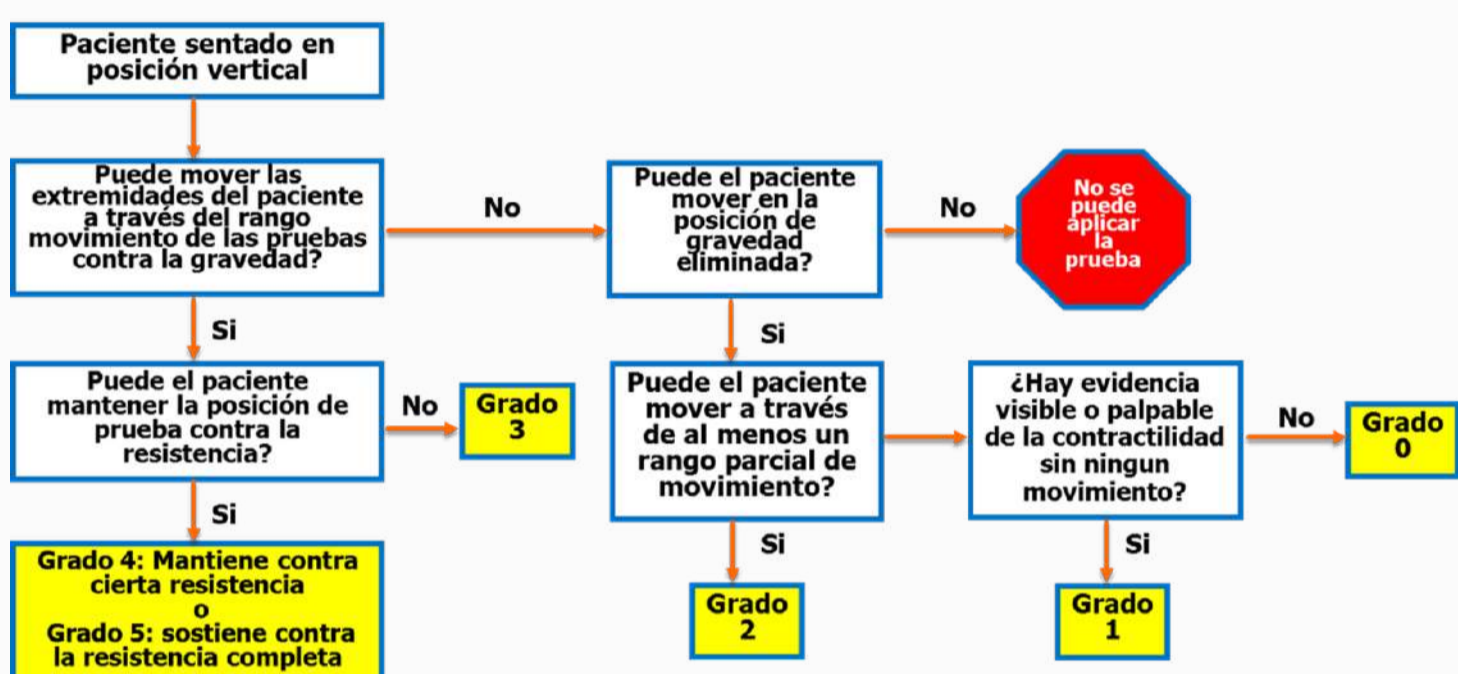 Paciente sentado en
posición vertical
Puede mover las
extremidades del paciente
a través del rango
movimiento de las pruebas
contra la gravedad?
No
Puede el paciente
mover en la
posición de
gravedad
eliminada?
No
No se
puede
aplicar
la
prueba
Si
Si
Puede el paciente
mantener la posición de
prueba contra la
resistencia?
No
Grado
3
Puede el paciente
mover a través
de al menos un
rango parcial de
movimiento?
¿Hay evidencia
visible o palpable
de la contractilidad
sin ningun
movimiento?
No
Grado
0
Si
Si
Si
Grado 4: Mantiene contra
cierta resistencia
o
Grado 5: sostiene contra
la resistencia completa
Grado
2
Grado
1